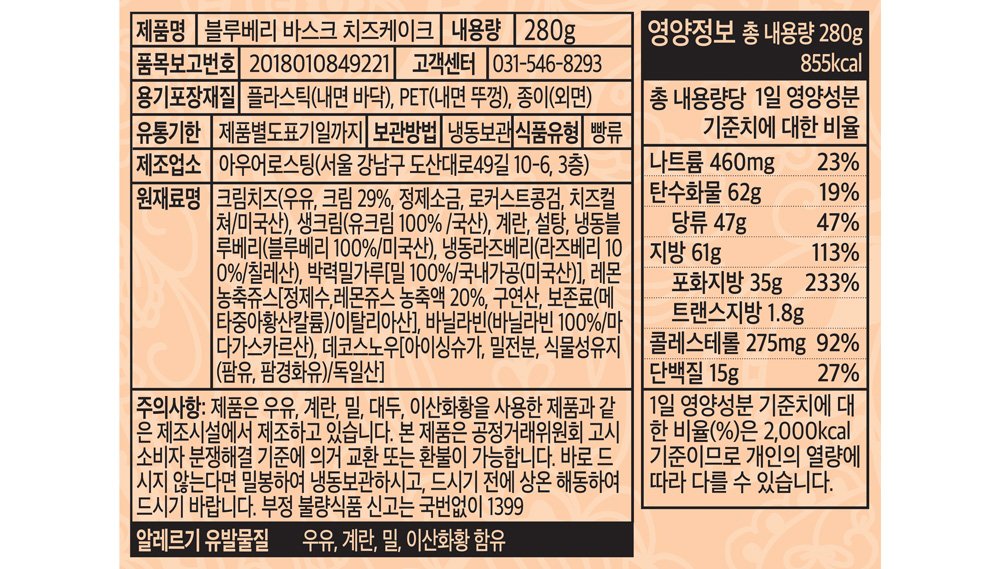 제품명 블루베리 바스크 치즈케이크 내용량 280g
품목보고번호 2018010849221 고객센터 031-546-8293
용기포장재질 플라스틱(내면 바닥), PET(내면 뚜껑), 종이(외면)
유통기한 제품별도표기일까지 보관방법 냉동보관 식품유형 빵류
제조업소 아우어로스팅(서울 강남구 도산대로49길 10-6, 3층)
원재료명 크림치즈(우유, 크림 29%, 정제소금, 로커스트콩검, 치즈컬
쳐/미국산), 생크림(유크림 100% /국산), 계란, 설탕, 냉동블
루베리(블루베리 100%/미국산), 냉동라즈베리(라즈베리 10
0%/칠레산), 박력밀가루[밀 100%/국내가공(미국산)], 레몬
농축쥬스[정제수,레몬쥬스 농축액 20%, 구연산, 보존료(메
타중아황산칼륨)/이탈리아산], 바닐라빈(바닐라빈 100%/마
다가스카르산), 데코스노우[아이싱슈가, 밀전분, 식물성유지
(팜유, 팜경화유)/독일산]
주의사항: 제품은 우유, 계란, 밀, 대두, 이산화황을 사용한 제품과 같
은 제조시설에서 제조하고 있습니다. 본 제품은 공정거래위원회 고시
소비자 분쟁해결 기준에 의거 교환 또는 환불이 가능합니다. 바로 드
시지 않는다면 밀봉하여 냉동보관하시고, 드시기 전에 상온 해동하여
드시기 바랍니다. 부정 불량식품 신고는 국번없이 1399
알레르기 유발물질 우유, 계란, 밀, 이산화황 함유
영양정보 총 내용량 280g
855kcal
총 내용량당 1일 영양성분
기준치에 대한 비율
나트륨 460mg 23%
탄수화물 62g 19%
당류 47g 47%
지방 61g 113%
포화지방 35g 233%
트랜스지방 1.8g
콜레스테롤 275mg 92%
단백질 15g 27%
1일 영양성분 기준치에 대
한 비율(%)은 2,000kcal
기준이므로 개인의 열량에
따라 다를 수 있습니다.